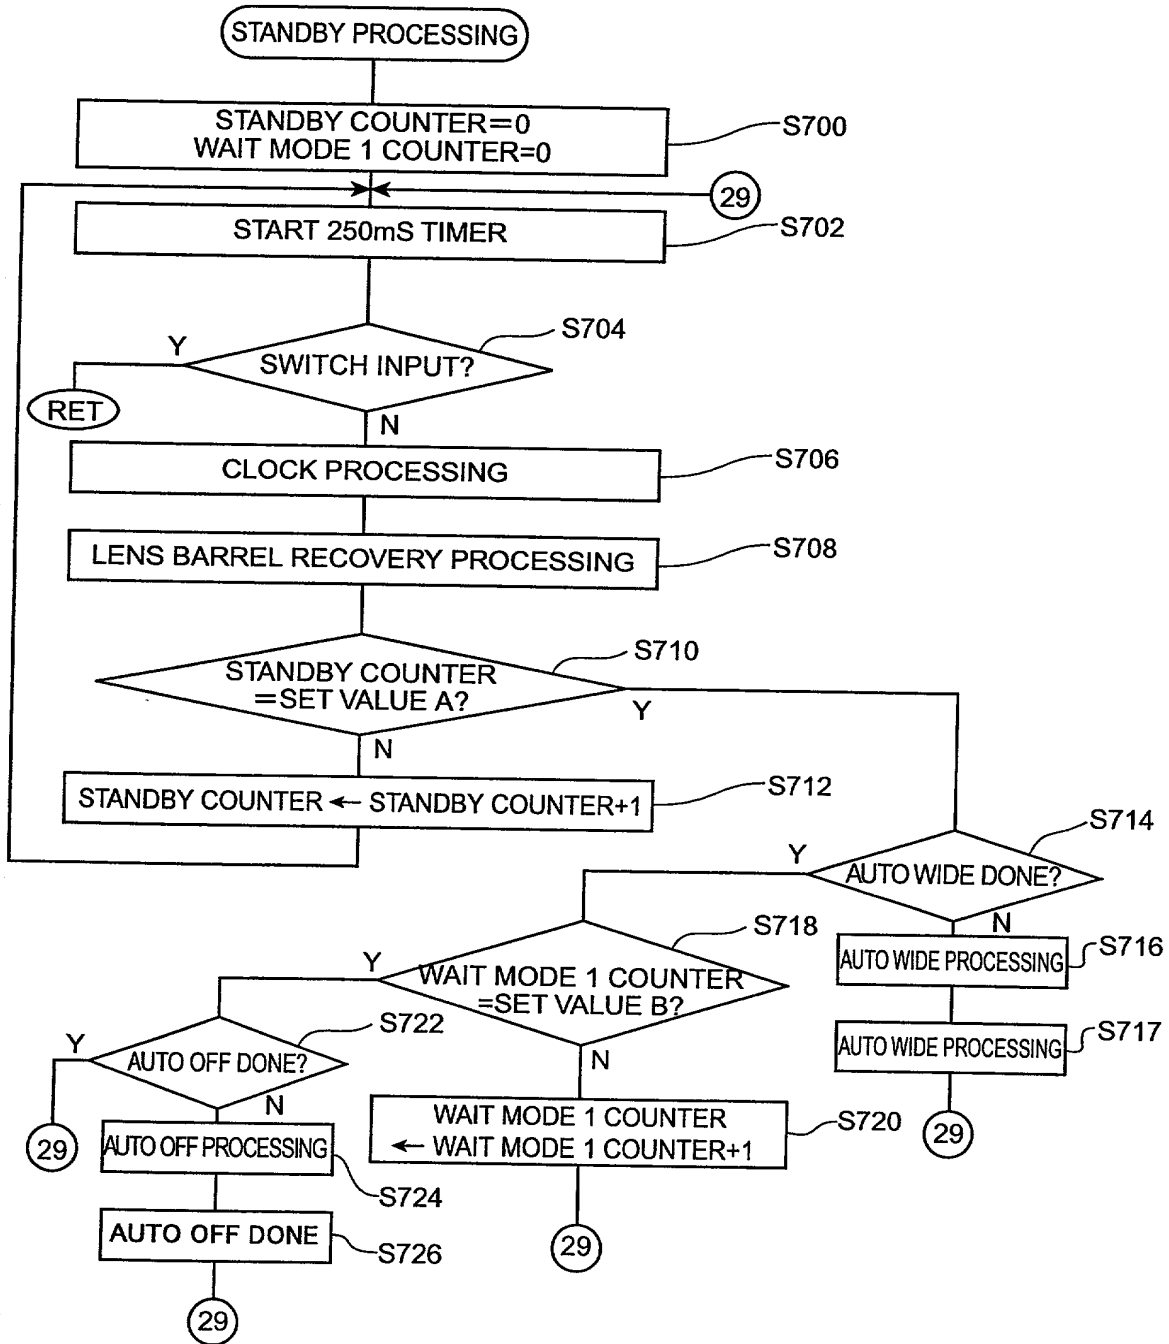 STANDBY PROCESSING
STANDBY COUNTER=0
WAIT MODE 1 COUNTER=0
S700
29
START 250mS TIMER
S702
S704
Y
SWITCH INPUT?
RET
N
CLOCK PROCESSING
S706
LENS BARREL RECOVERY PROCESSING
S708
S710
STANDBY COUNTER
=SET VALUE A?
Y
N
STANDBY COUNTER ← STANDBY COUNTER+1
S712
S714
Y
AUTO WIDE DONE?
N
S718
AUTO WIDE PROCESSING
S716
Y
WAIT MODE 1 COUNTER
=SET VALUE B?
S722
AUTO WIDE PROCESSING
S717
Y
AUTO OFF DONE?
N
N
WAIT MODE 1 COUNTER
← WAIT MODE 1 COUNTER+1
S720
29
29
AUTO OFF PROCESSING
S724
AUTO OFF DONE
S726
29
29